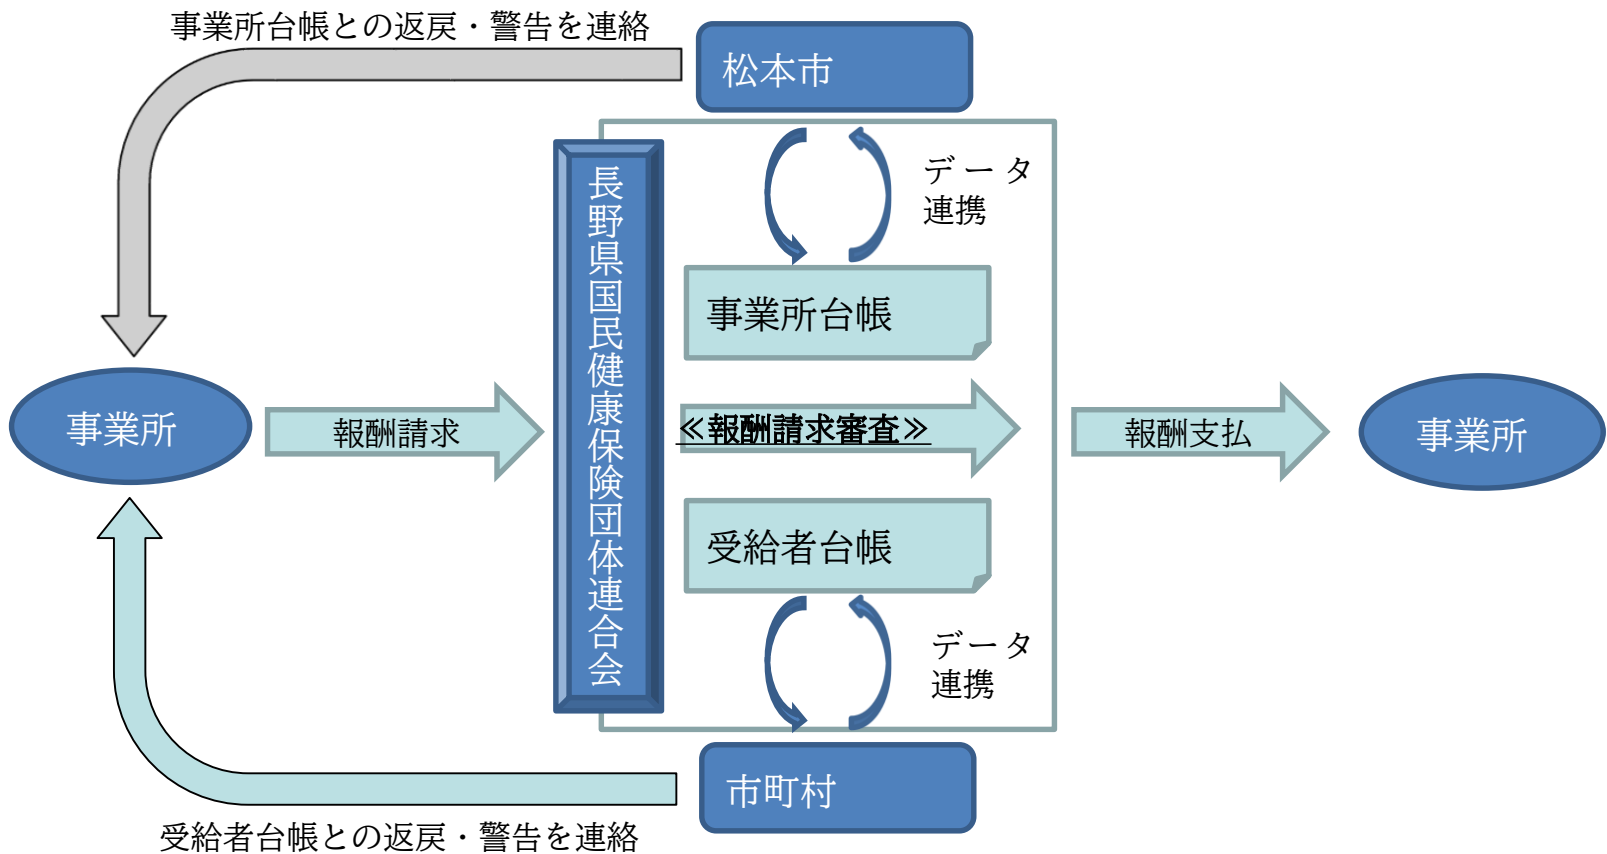 事業所台帳との返戻・警告を連絡
松本市
データ
連携
長野県国民健康保険団体連合会
事業所台帳
事業所
報酬請求
≪報酬請求審査≫
報酬支払
事業所
受給者台帳
データ
連携
市町村
受給者台帳との返戻・警告を連絡